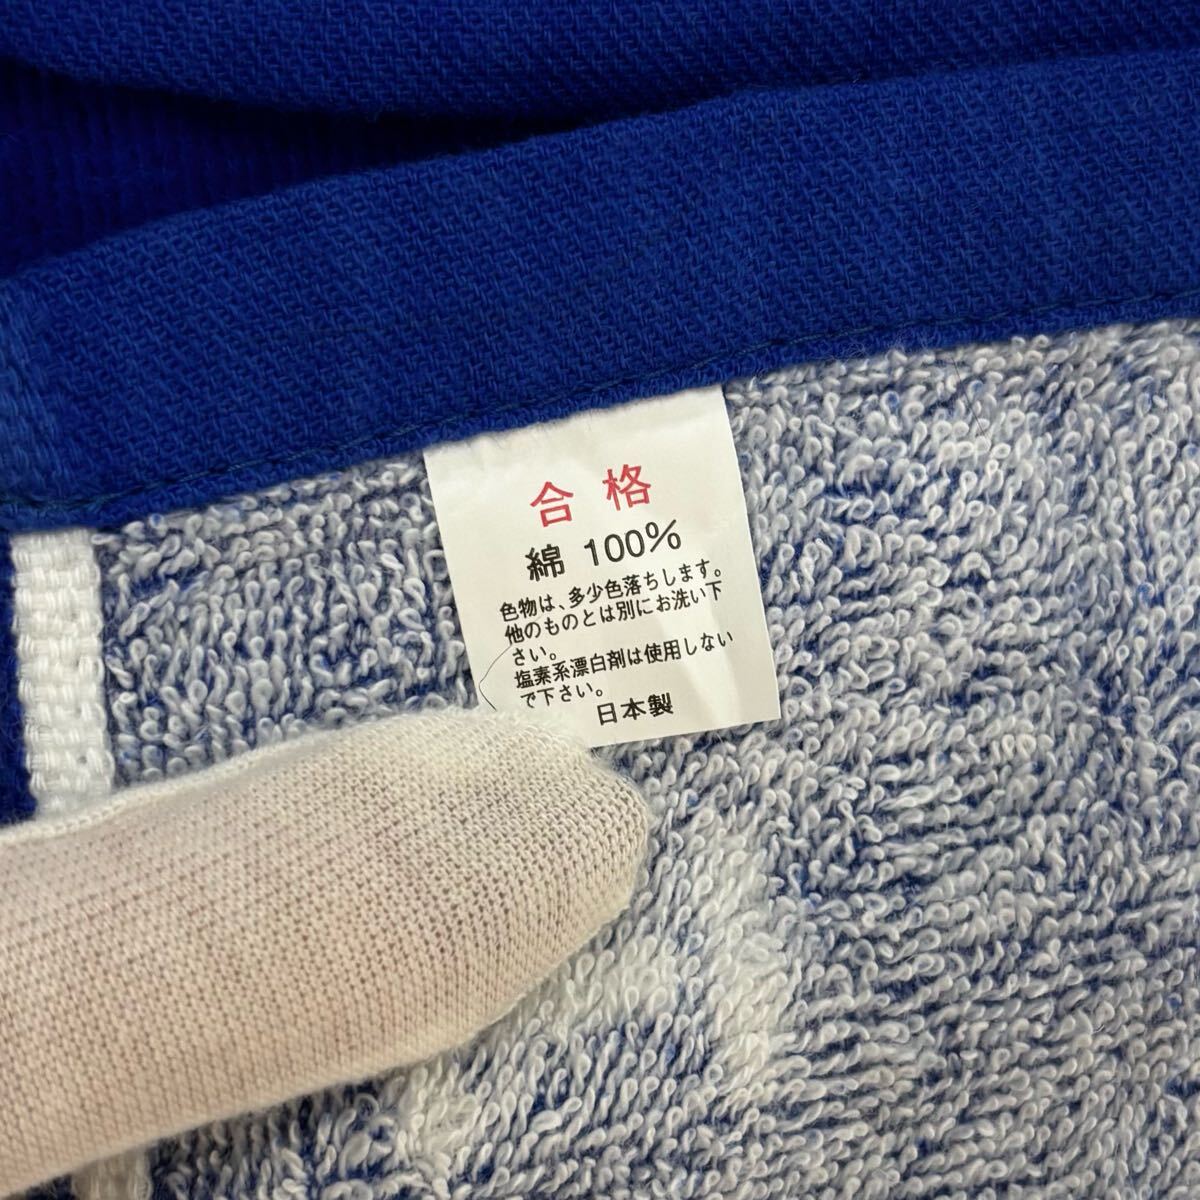 合格
綿 100%
色物は、多少色落ちします。
他のものとは別にお洗い下
さい。
塩素系漂白剤は使用しない
で下さい。
日本製